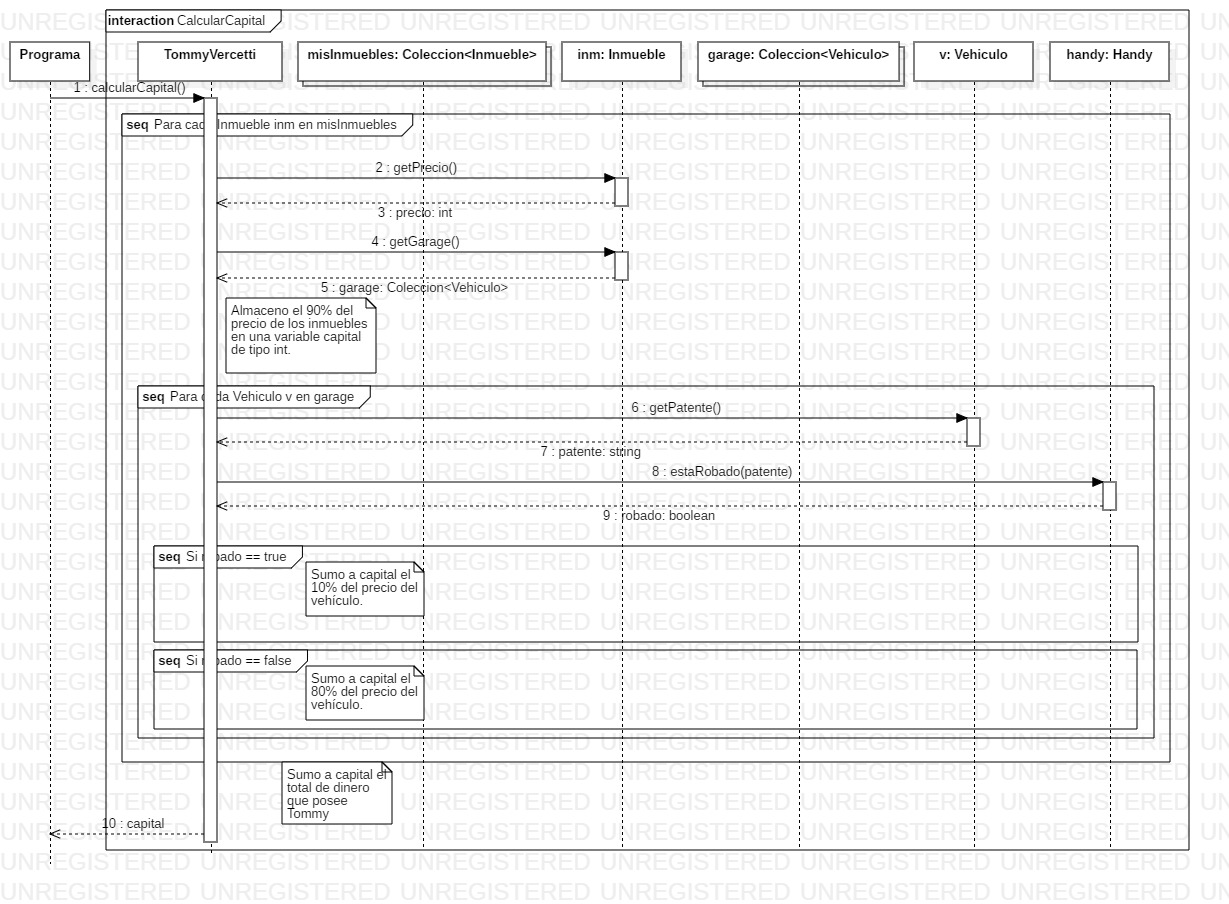 interaction CalcularCapital
Programa
TommyVercetti
misInmuebles: Coleccion<Inmueble>
inm: Inmueble
garage: Coleccion<Vehiculo>
v: Vehiculo
handy: Handy
1 : calcularCapital()
seq Para cada Inmueble inm en misInmuebles
2 : getPrecio()
3 : precio: int
4 : getGarage()
5 : garage: Coleccion<Vehiculo>
Almaceno el 90% del
precio de los inmuebles
en una variable capital
de tipo int.
seq Para cada Vehiculo v en garage
6 : getPatente()
7 : patente: string
8 : estaRobado(patente)
9 : robado: boolean
seq Si robado == true
Sumo a capital el
10% del precio del
vehículo.
seq Si robado == false
Sumo a capital el
80% del precio del
vehículo.
Sumo a capital el
total de dinero
que posee
Tommy
10 : capital
UNREGISTERED